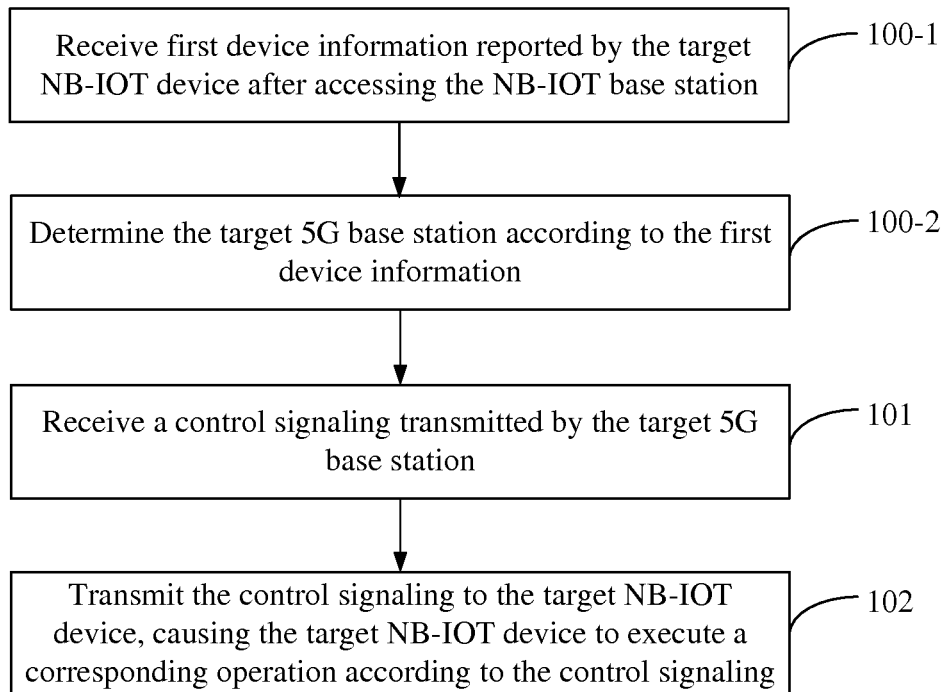 Receive first device information reported by the target
NB-IOT device after accessing the NB-IOT base station
100-1
Determine the target 5G base station according to the first
device information
100-2
Receive a control signaling transmitted by the target 5G
base station
101
Transmit the control signaling to the target NB-IOT
device, causing the target NB-IOT device to execute a
corresponding operation according to the control signaling
102